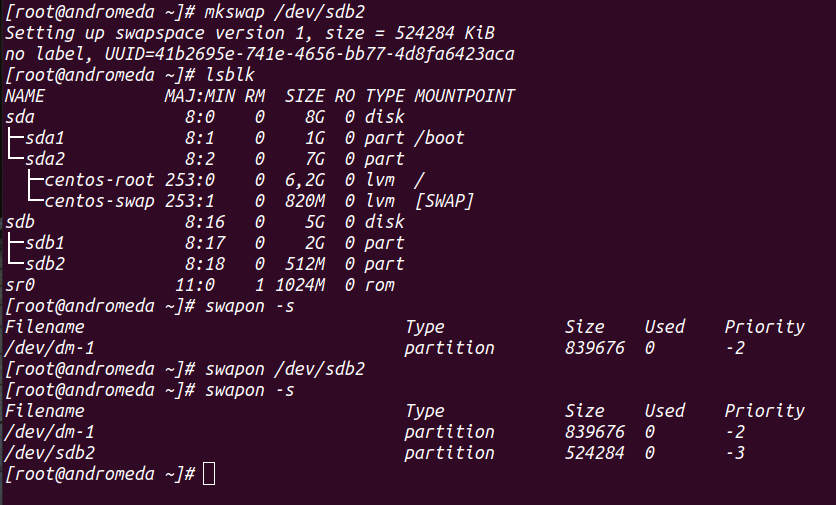 [root@andromeda ~]# mkswap /dev/sdb2
Setting up swapspace version 1, size = 524284 KiB
no label, UUID=41b2695e-741e-4656-bb77-4d8fa6423aca
[root@andromeda ~]# lsblk
NAME            MAJ:MIN RM  SIZE RO TYPE MOUNTPOINT
sda               8:0    0    8G  0 disk
├─sda1            8:1    0    1G  0 part /boot
└─sda2            8:2    0    7G  0 part
  ├─centos-root 253:0    0  6,2G  0 lvm  /
  └─centos-swap 253:1    0  820M  0 lvm  [SWAP]
sdb               8:16   0    5G  0 disk
├─sdb1            8:17   0    2G  0 part
└─sdb2            8:18   0  512M  0 part
sr0              11:0    1 1024M  0 rom
[root@andromeda ~]# swapon -s
Filename                                Type            Size    Used    Priority
/dev/dm-1                               partition       839676  0       -2
[root@andromeda ~]# swapon /dev/sdb2
[root@andromeda ~]# swapon -s
Filename                                Type            Size    Used    Priority
/dev/dm-1                               partition       839676  0       -2
/dev/sdb2                               partition       524284  0       -3
[root@andromeda ~]#